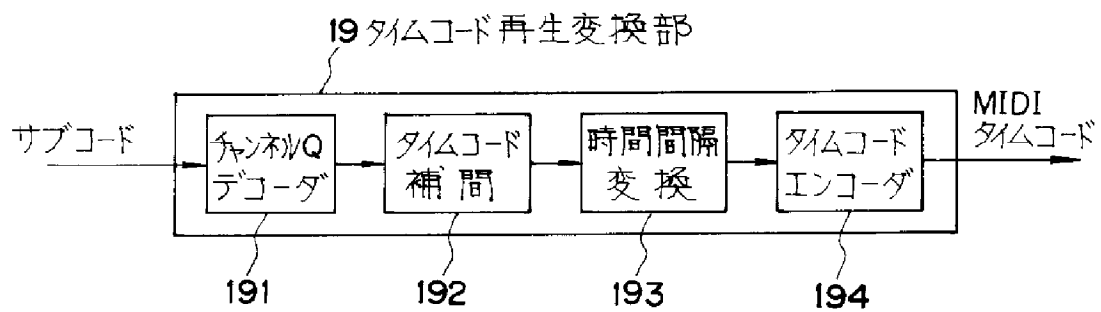 19 タイムコード再生変換部
サブコード
チャンネルQ
デコーダ
タイムコード
補間
時間間隔
変換
タイムコード
エンコーダ
MIDI
タイムコード
191
192
193
194